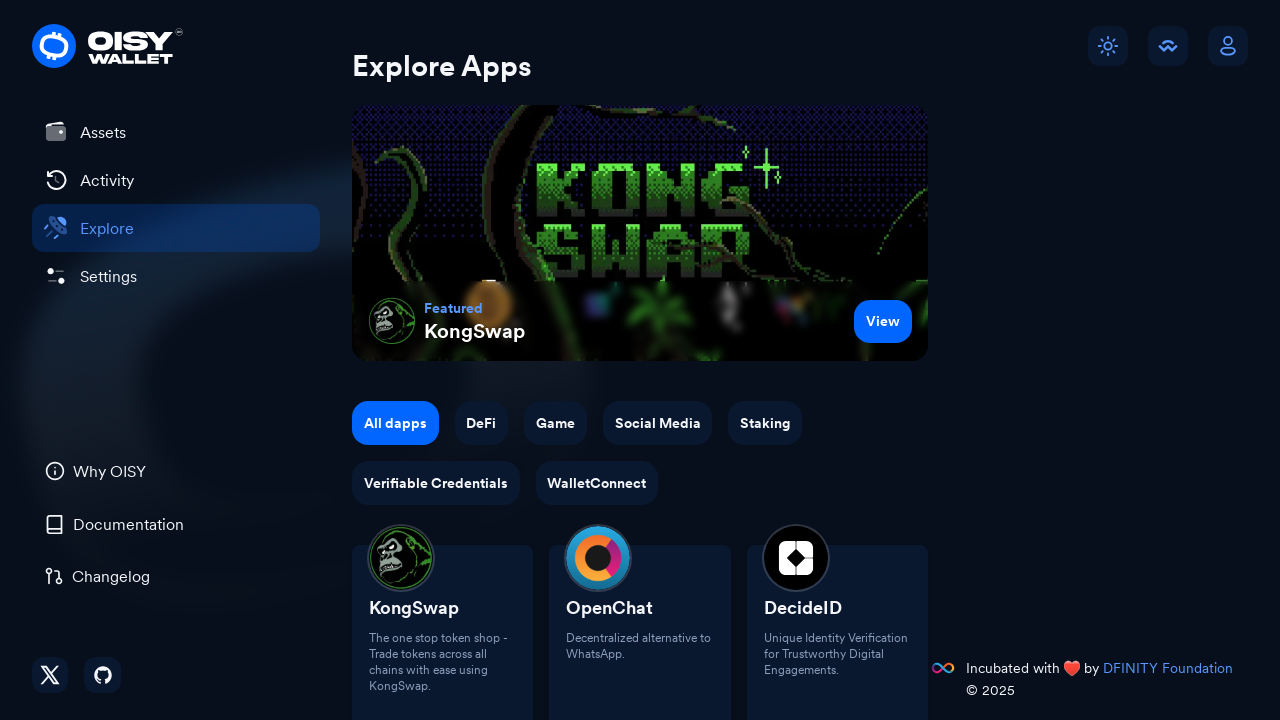 OISY
WALLET
Assets
Activity
Explore
Settings
Why OISY
Documentation
Changelog
Explore Apps
KONG
SWAP
Featured
KongSwap
View
All dapps
DeFi
Game
Social Media
Staking
Verifiable Credentials
WalletConnect
KongSwap
The one stop token shop -
Trade tokens across all
chains with ease using
KongSwap.
OpenChat
Decentralized alternative to
WhatsApp.
DecideID
Unique Identity Verification
for Trustworthy Digital
Engagements.
Incubated with ❤️ by DFINITY Foundation
© 2025